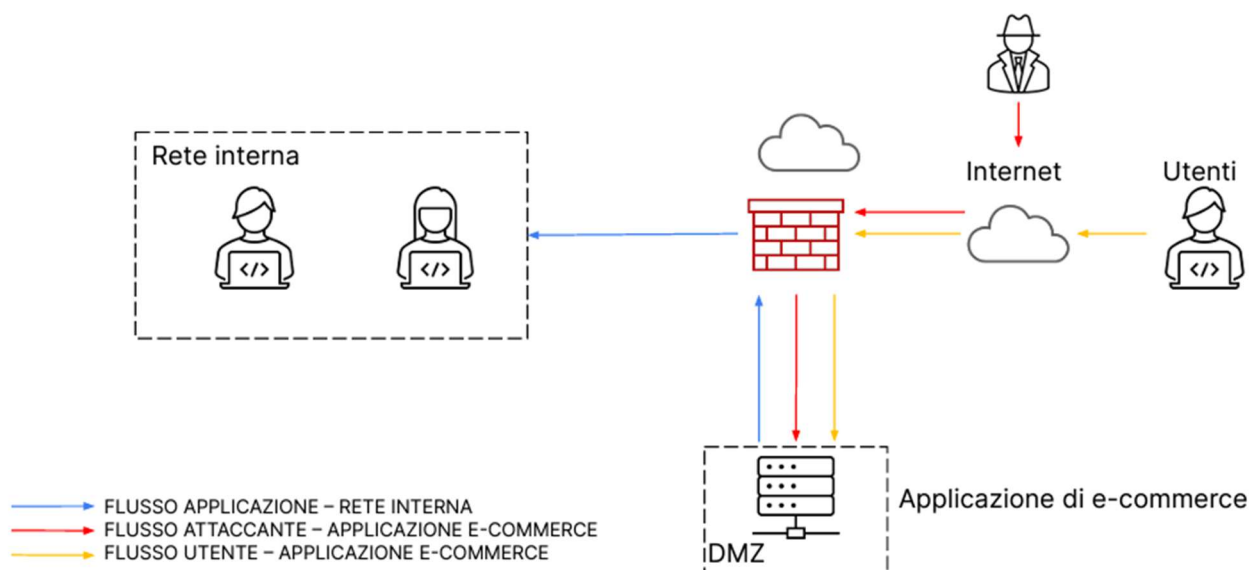 Rete interna
Internet
Utenti
</>
</>
</>
Applicazione di e-commerce
DMZ
FLUSSO APPLICAZIONE – RETE INTERNA
FLUSSO ATTACCANTE – APPLICAZIONE E-COMMERCE
FLUSSO UTENTE – APPLICAZIONE E-COMMERCE